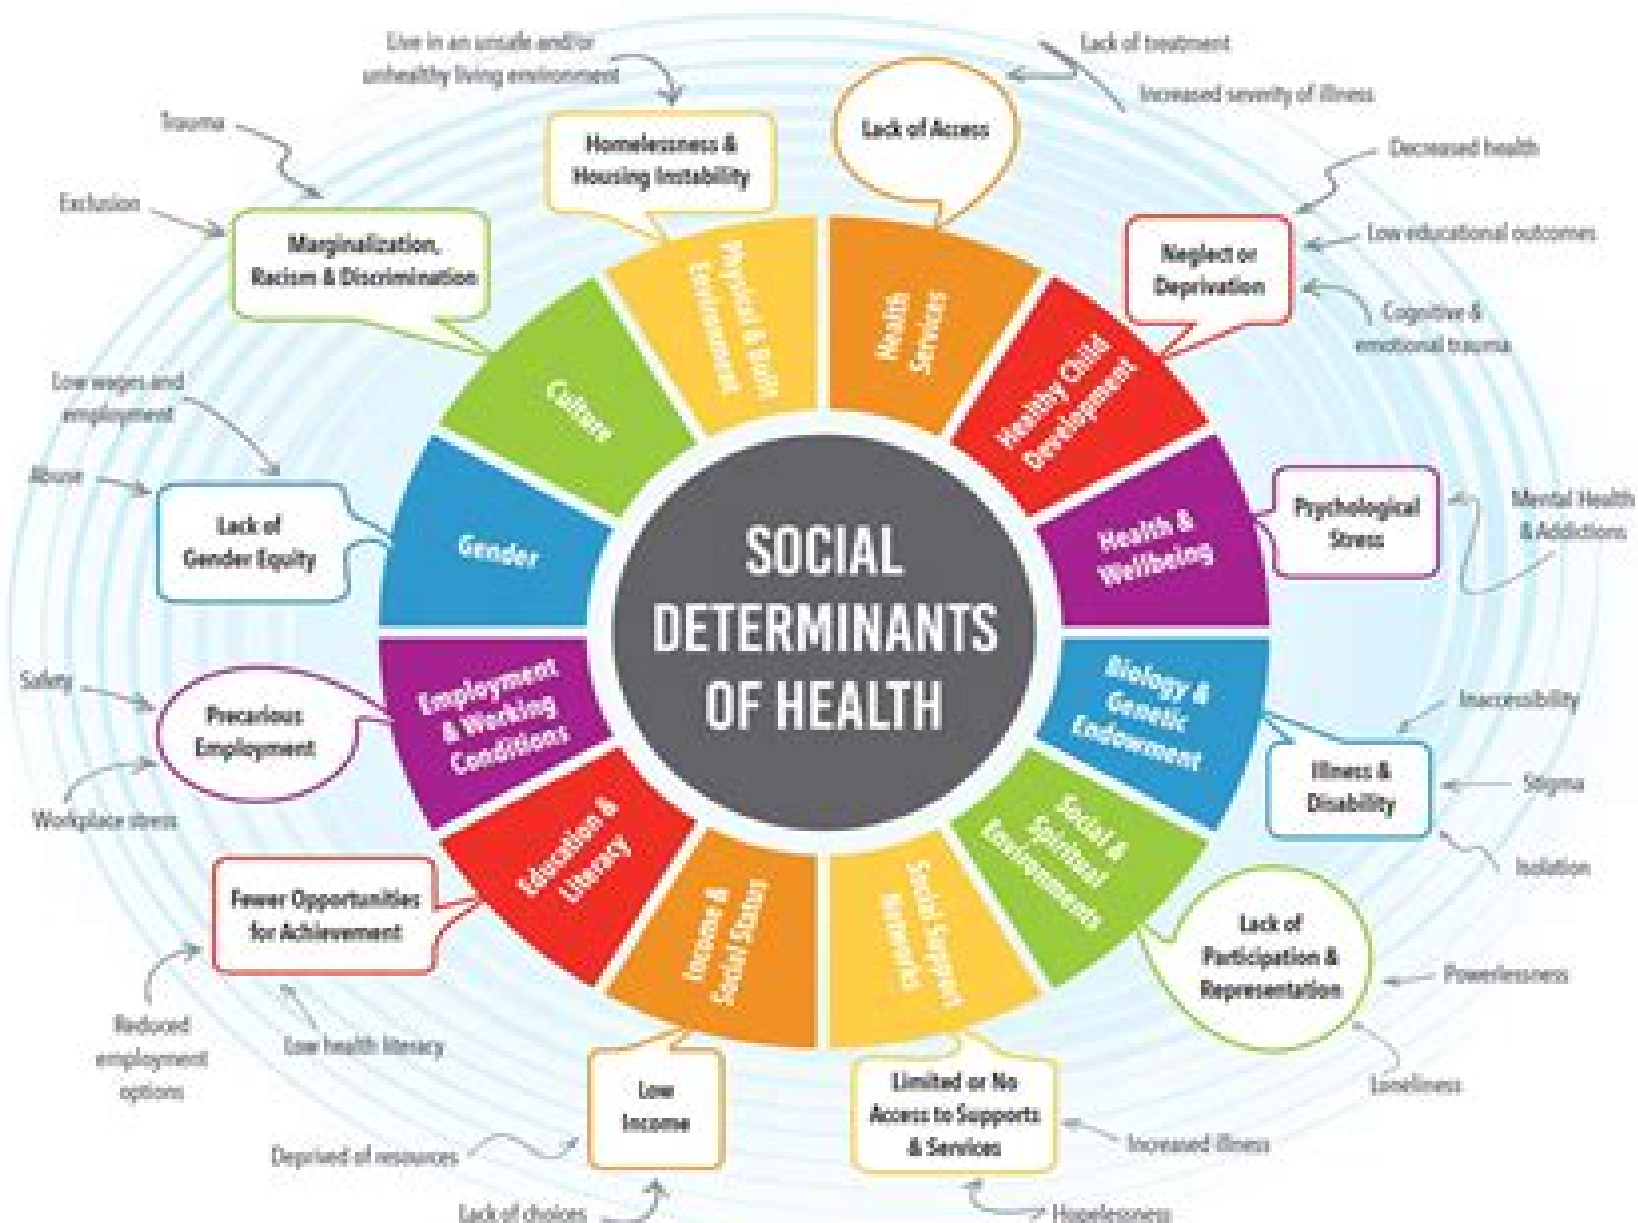 Live in an unsafe and/or
unhealthy living environment
Lack of treatment
Increased severity of illness
Trauma
Exclusion
Homelessness &
Housing Instability
Lack of Access
Decreased health
Low educational outcomes
Cognitive &
emotional trauma
Marginalization,
Racism & Discrimination
Neglect or
Deprivation
Physical & Built
Environment
Health
Services
Healthy Child
Development
Culture
Low wages and
employment
Abuse
Lack of
Gender Equity
Gender
SOCIAL
DETERMINANTS
OF HEALTH
Health &
Wellbeing
Psychological
Stress
Mental Health
& Addictions
Safety
Precarious
Employment
Workplace stress
Employment
& Working
Conditions
Biology &
Genetic
Endowment
Inaccessibility
Illness &
Disability
Stigma
Isolation
Education &
Literacy
Income &
Social Status
Social Support
Networks
Social &
Spiritual
Environments
Fewer Opportunities
for Achievement
Reduced
employment
options
Low health literacy
Lack of
Participation &
Representation
Powerlessness
Loneliness
Low
Income
Deprived of resources
Lack of choices
Limited or No
Access to Supports
& Services
Increased illness
Hopelessness